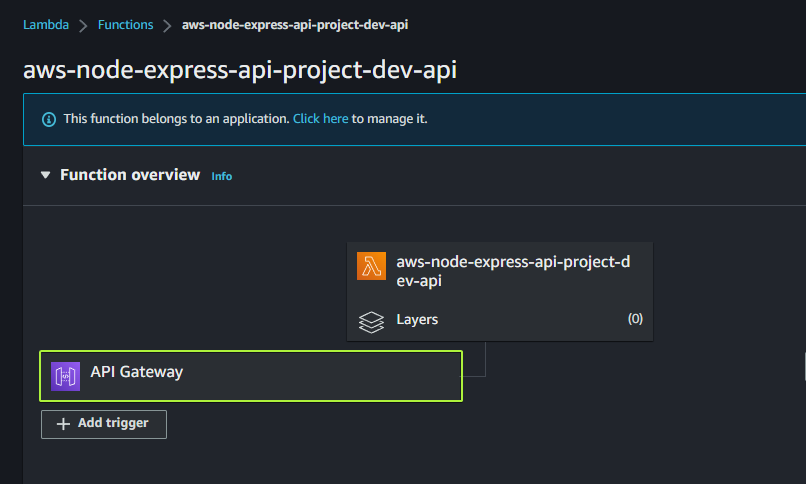 Lambda > Functions > aws-node-express-api-project-dev-api
aws-node-express-api-project-dev-api
This function belongs to an application. Click here to manage it.
Function overview Info
aws-node-express-api-project-d
ev-api
Layers (0)
API Gateway
+ Add trigger